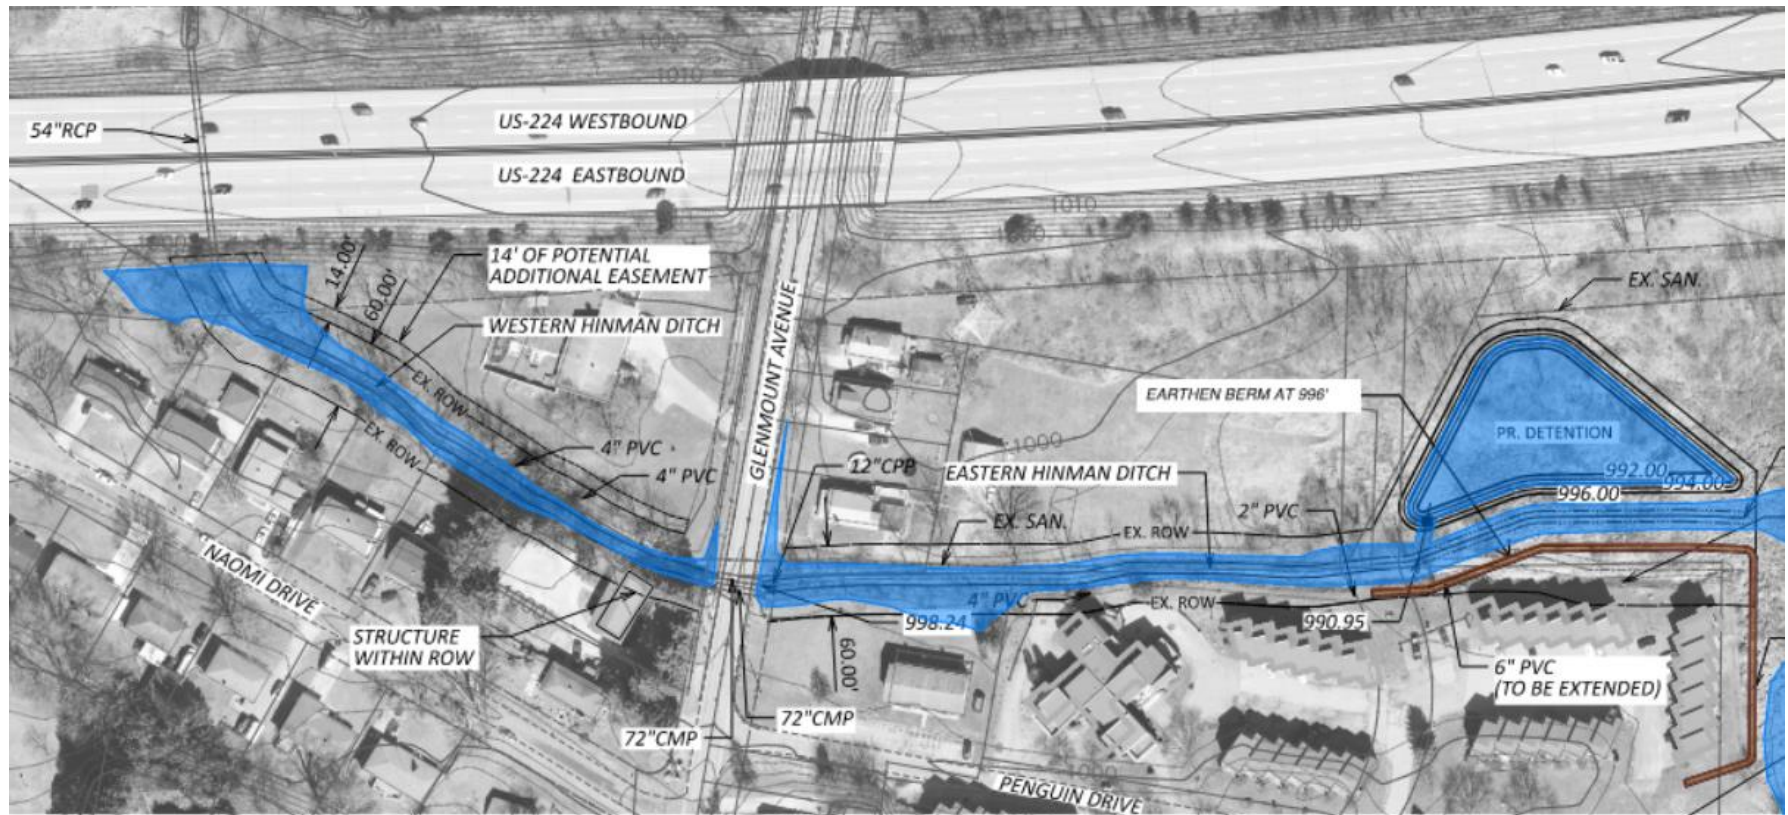 1000
1010
54"RCP
US-224 WESTBOUND
US-224 EASTBOUND
1010
1000
14.00'
60.00'
14' OF POTENTIAL
ADDITIONAL EASEMENT
EX. SAN.
WESTERN HINMAN DITCH
GLENMOUNT AVENUE
EX. ROW
EX. ROW
EARTHEN BERM AT 996'
PR. DETENTION
4" PVC
4" PVC
1000
12"CPP
EASTERN HINMAN DITCH
992.00
994.00
996.00
2" PVC
EX. SAN.
EX. ROW
NAOMI DRIVE
4" PVC
EX. ROW
998.24
990.95
STRUCTURE
WITHIN ROW
60.00'
6" PVC
(TO BE EXTENDED)
72"CMP
72"CMP
PENGUIN DRIVE